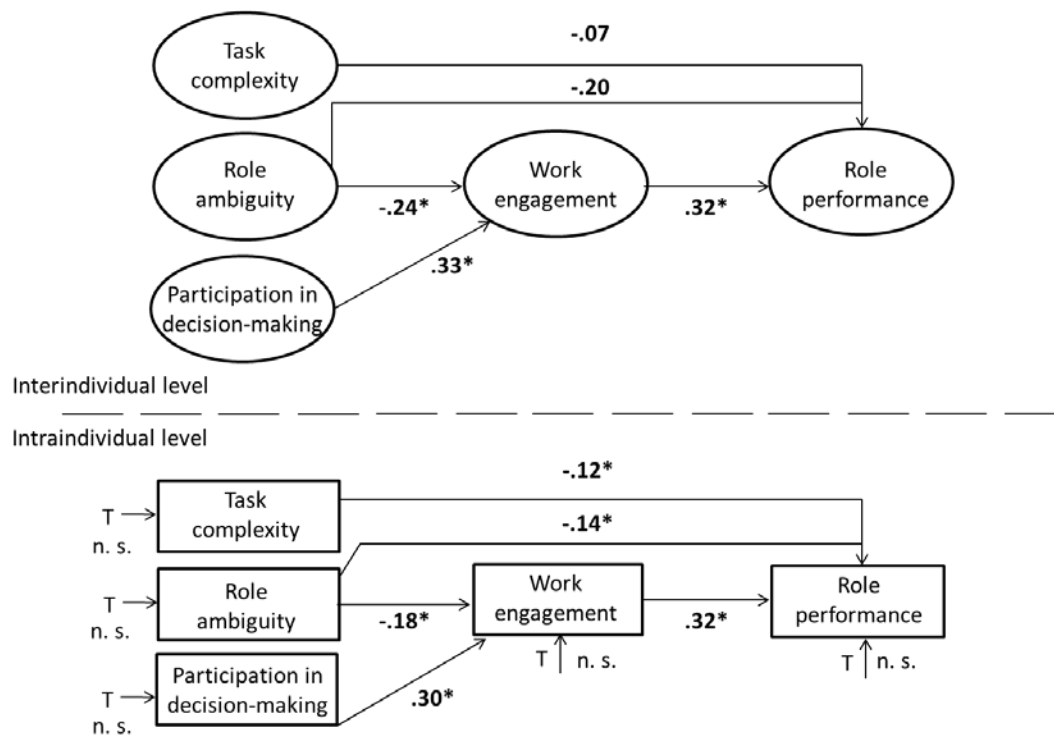 -.07
Task
complexity
-.20
Role
ambiguity
-.24*
Work
engagement
.32*
Role
performance
.33*
Participation in
decision-making
Interindividual level
Intraindividual level
-.12*
T
n. s.
Task
complexity
-.14*
T
n. s.
Role
ambiguity
-.18*
Work
engagement
.32*
Role
performance
T
n. s.
T
n. s.
T
n. s.
Participation in
decision-making
.30*